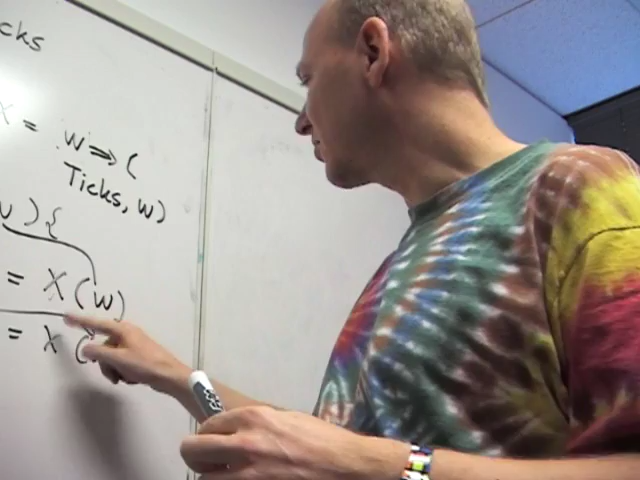 cks
X = W => (
Ticks, W)
W) {
= X (W)
= X (